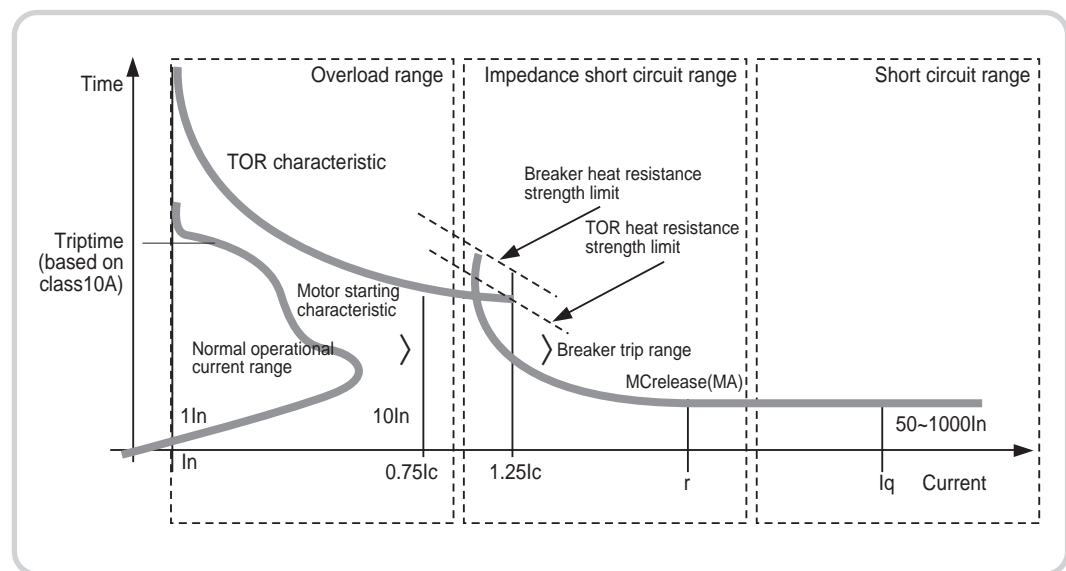 Time
Overload range
Impedance short circuit range
Short circuit range
TOR characteristic
Breaker heat resistance
strength limit
TOR heat resistance
strength limit
Triptime
(based on
class10A)
Motor starting
characteristic
Normal operational
current range
Breaker trip range
MCrelease(MA)
1In
10In
50~1000In
In
0.75Ic
1.25Ic
r
Iq
Current